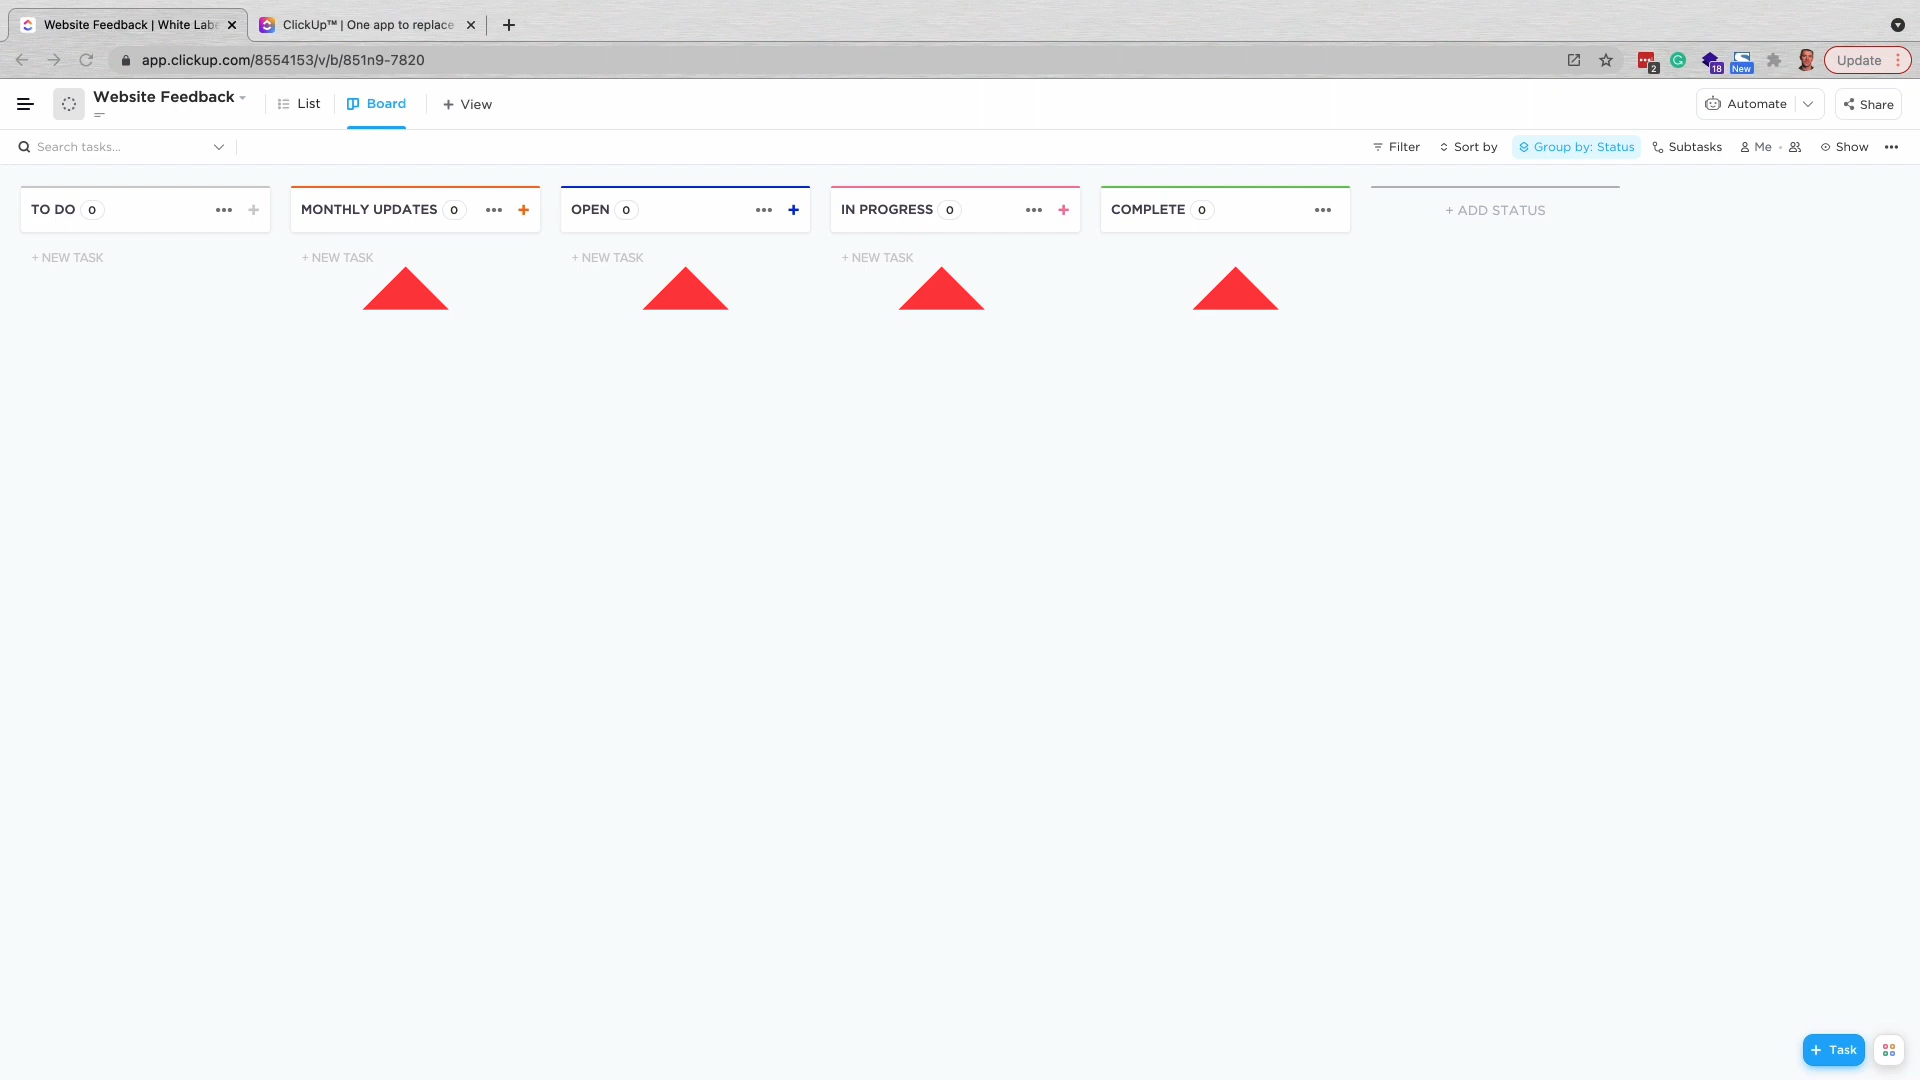 Website Feedback | White Labe
ClickUp™ | One app to replace
app.clickup.com/8554153/v/b/851n9-7820
2
18
New
Update
Website Feedback
List
Board
+ View
Automate
Share
Search tasks...
Filter
Sort by
Group by: Status
Subtasks
Me
Show
TO DO 0
MONTHLY UPDATES 0
OPEN 0
IN PROGRESS 0
COMPLETE 0
+ ADD STATUS
+ NEW TASK
+ NEW TASK
+ NEW TASK
+ NEW TASK
+ Task